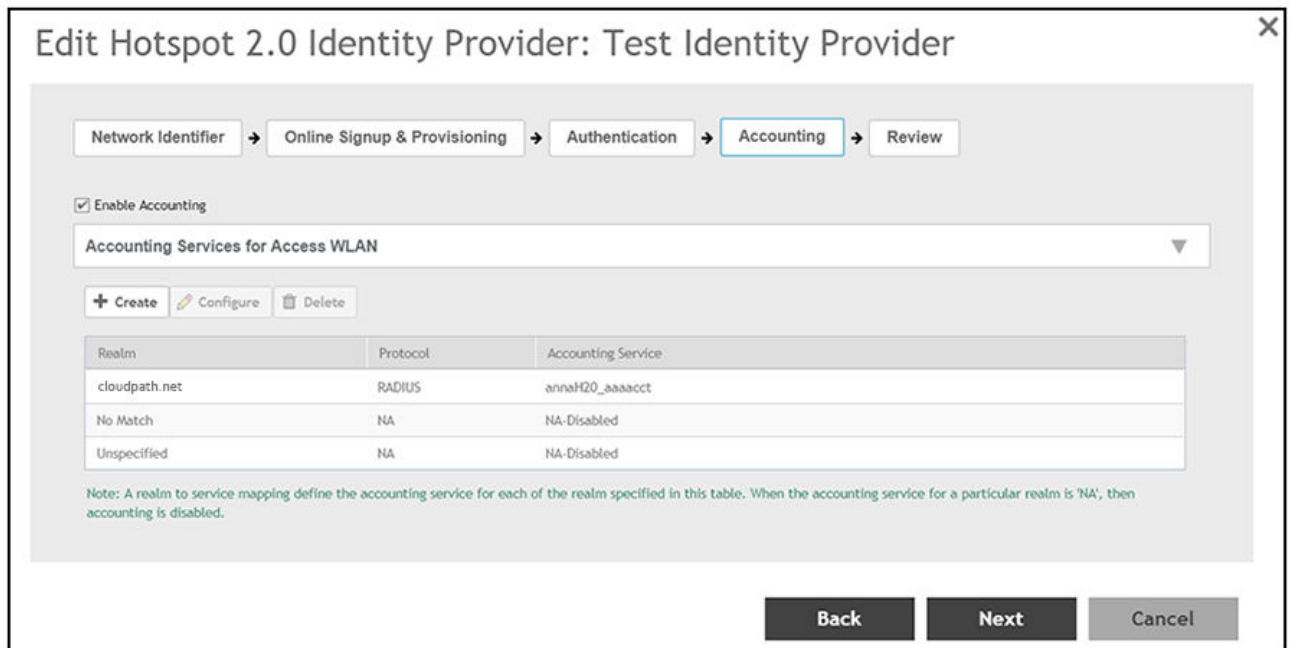 Edit Hotspot 2.0 Identity Provider: Test Identity Provider
Network Identifier → Online Signup & Provisioning → Authentication → Accounting → Review
Enable Accounting
Accounting Services for Access WLAN
+ Create Configure Delete
Realm Protocol Accounting Service
cloudpath.net RADIUS annaH20_aaaacct
No Match NA NA-Disabled
Unspecified NA NA-Disabled
Note: A realm to service mapping define the accounting service for each of the realm specified in this table. When the accounting service for a particular realm is 'NA', then
accounting is disabled.
Back Next Cancel